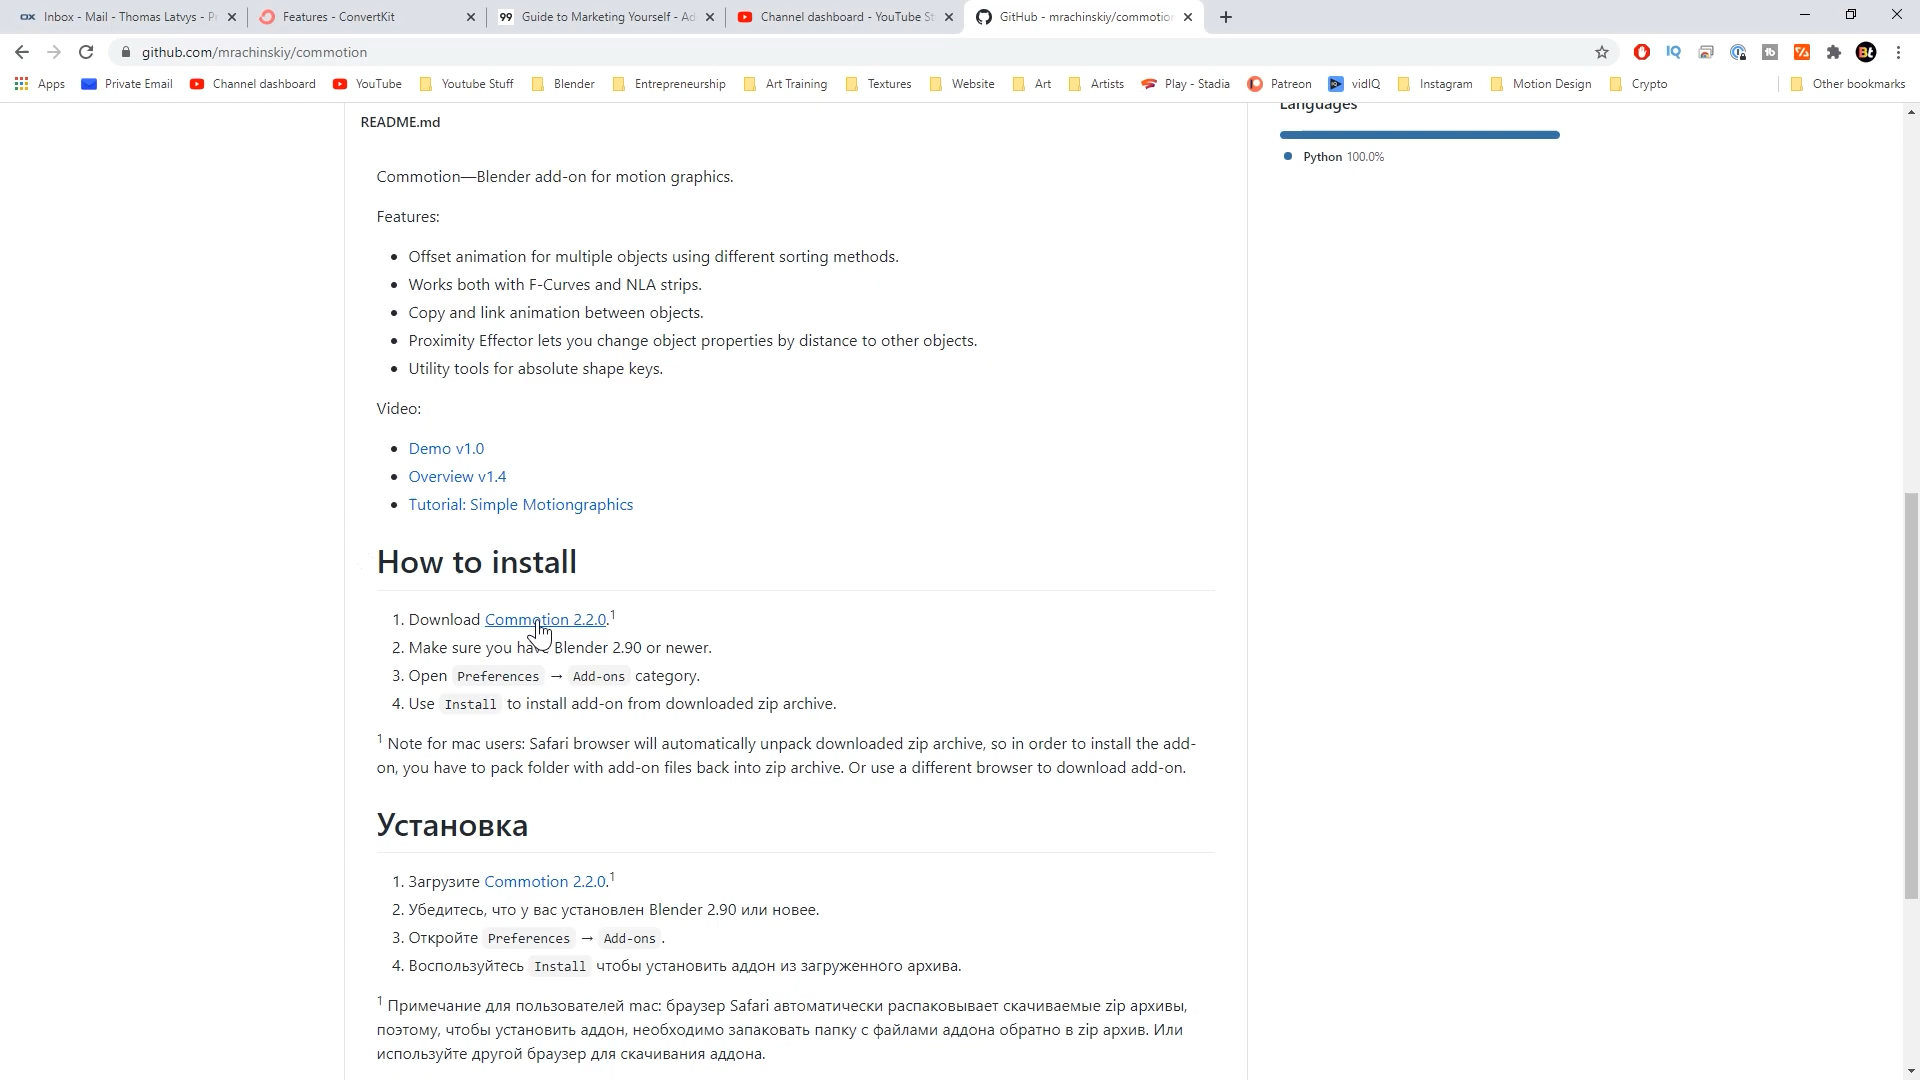 Inbox - Mail - Thomas Latvys - P
Features - ConvertKit
99 Guide to Marketing Yourself - Ad
Channel dashboard - YouTube St
GitHub - mrachinskiy/commotion
github.com/mrachinskiy/commotion
Apps Private Email Channel dashboard YouTube Youtube Stuff Blender Entrepreneurship Art Training Textures Website Art Artists Play - Stadia Patreon vidIQ Instagram Motion Design Crypto Other bookmarks
README.md
Languages
Python 100.0%
Commotion—Blender add-on for motion graphics.
Features:
Offset animation for multiple objects using different sorting methods.
Works both with F-Curves and NLA strips.
Copy and link animation between objects.
Proximity Effector lets you change object properties by distance to other objects.
Utility tools for absolute shape keys.
Video:
Demo v1.0
Overview v1.4
Tutorial: Simple Motiongraphics
How to install
1. Download Commotion 2.2.0.1
2. Make sure you have Blender 2.90 or newer.
3. Open Preferences → Add-ons category.
4. Use Install to install add-on from downloaded zip archive.
1 Note for mac users: Safari browser will automatically unpack downloaded zip archive, so in order to install the add-
on, you have to pack folder with add-on files back into zip archive. Or use a different browser to download add-on.
Установка
1. Загрузите Commotion 2.2.0.1
2. Убедитесь, что у вас установлен Blender 2.90 или новее.
3. Откройте Preferences → Add-ons .
4. Воспользуйтесь Install чтобы установить аддон из загруженного архива.
1 Примечание для пользователей mac: браузер Safari автоматически распаковывает скачиваемые zip архивы,
поэтому, чтобы установить аддон, необходимо запаковать папку с файлами аддона обратно в zip архив. Или
используйте другой браузер для скачивания аддона.